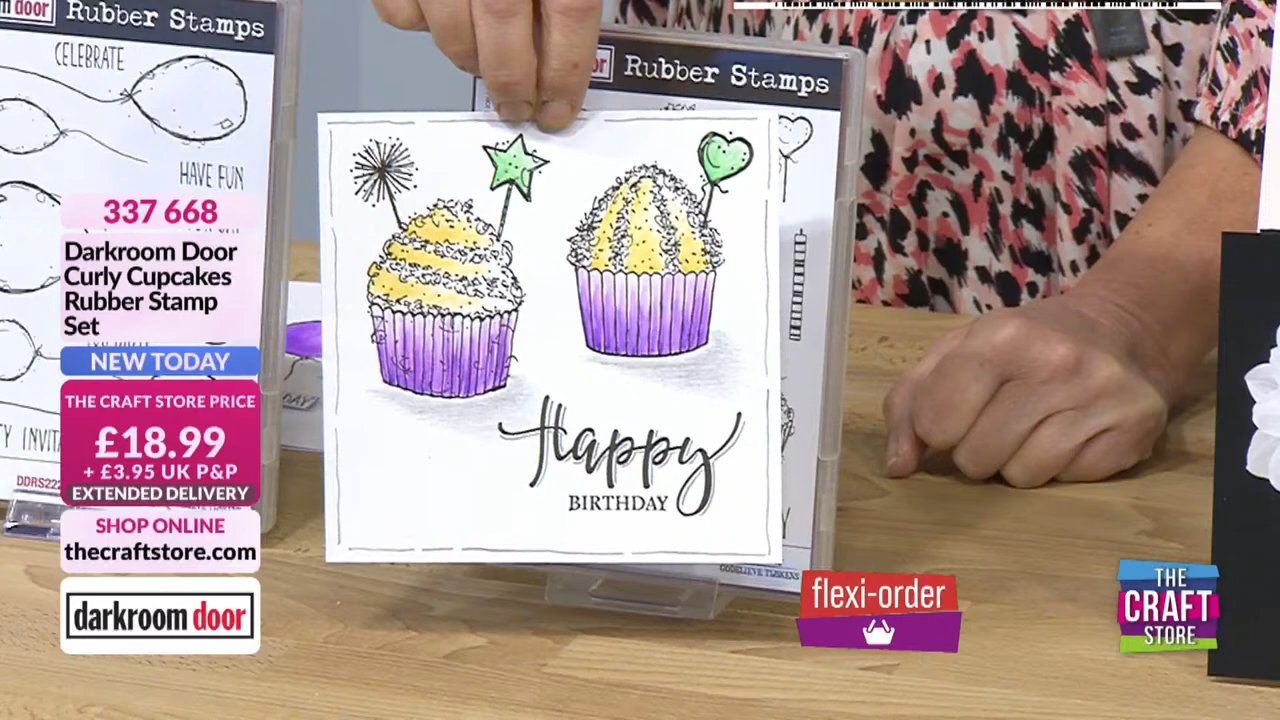 m door
Rubber Stamps
CELEBRATE
HAVE FUN
337 668
Darkroom Door
Curly Cupcakes
Rubber Stamp
Set
NEW TODAY
THE CRAFT STORE PRICE
£18.99
+ £3.95 UK P&P
EXTENDED DELIVERY
DDRS222
SHOP ONLINE
thecraftstore.com
darkroom door
Rubber Stamps
Happy
BIRTHDAY
flexi-order
THE
CRAFT
STORE